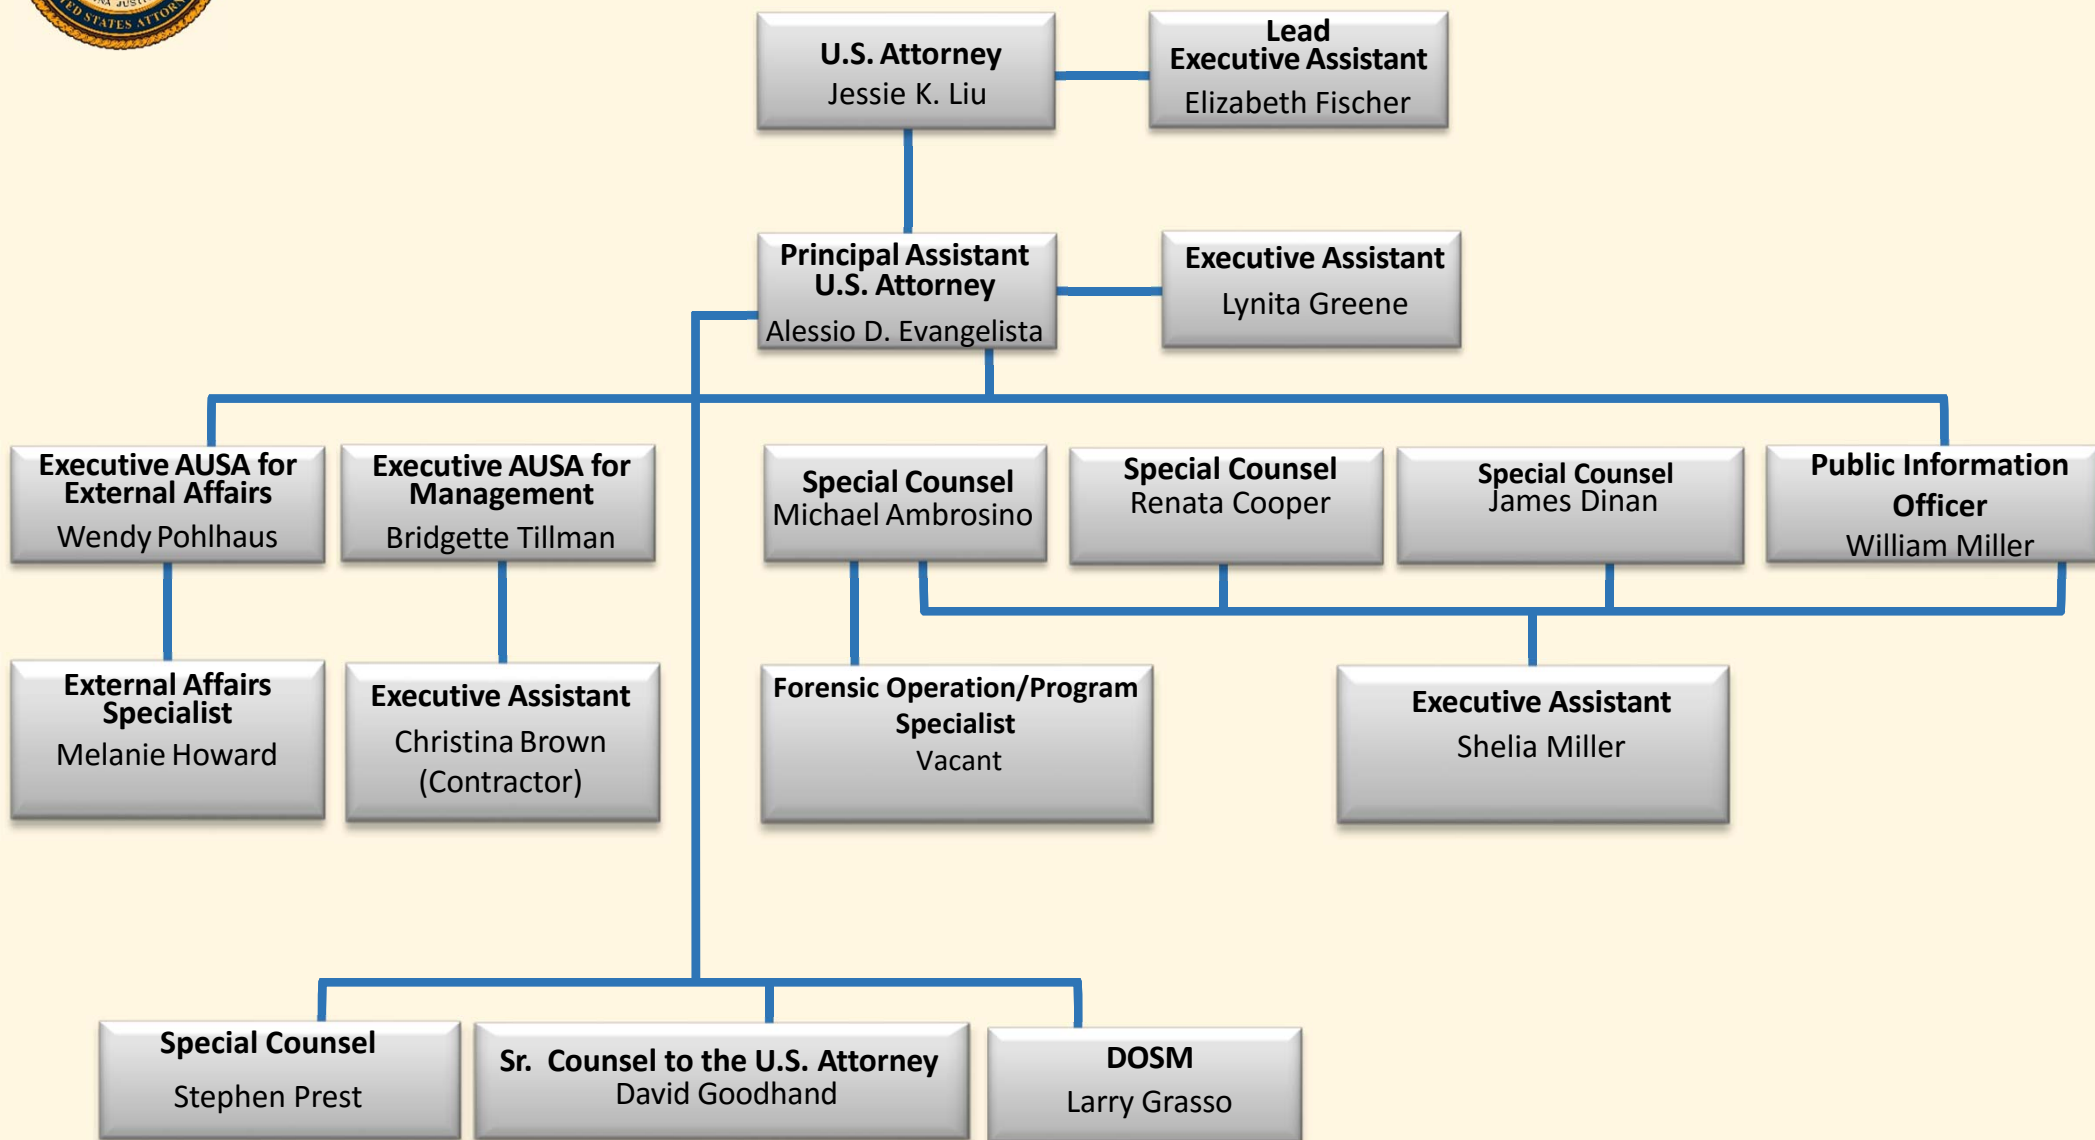 UNITED STATES ATTORN
U.S. Attorney
Jessie K. Liu
Lead
Executive Assistant
Elizabeth Fischer
Principal Assistant
U.S. Attorney
Alessio D. Evangelista
Executive Assistant
Lynita Greene
Executive AUSA for
External Affairs
Wendy Pohlhaus
Executive AUSA for
Management
Bridgette Tillman
Special Counsel
Michael Ambrosino
Special Counsel
Renata Cooper
Special Counsel
James Dinan
Public Information
Officer
William Miller
External Affairs
Specialist
Melanie Howard
Executive Assistant
Christina Brown
(Contractor)
Forensic Operation/Program
Specialist
Vacant
Executive Assistant
Shelia Miller
Special Counsel
Stephen Prest
Sr. Counsel to the U.S. Attorney
David Goodhand
DOSM
Larry Grasso